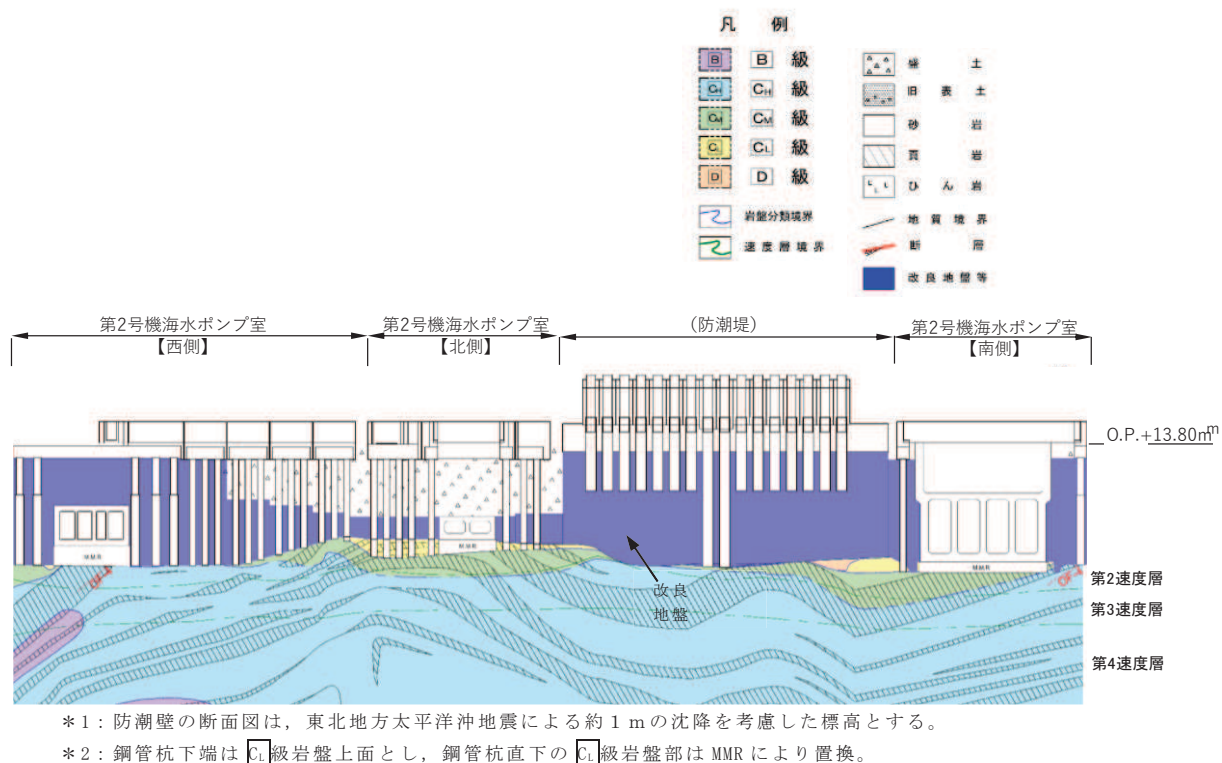 凡 例
B B 級
CH CH 級
CM CM 級
CL CL 級
D D 級
岩盤分類境界
速度層境界
盛 土
旧 表 土
砂 岩
頁 岩
ひ ん 岩
地 質 境 界
断 層
改 良 地 盤 等
第2号機海水ポンプ室
【西側】
第2号機海水ポンプ室
【北側】
(防潮堤)
第2号機海水ポンプ室
【南側】
O.P.+13.80m m
MMR
MMR
MMR
改良
地盤
第2速度層
第3速度層
第4速度層
*1:防潮壁の断面図は,東北地方太平洋沖地震による約1mの沈降を考慮した標高とする。
*2:鋼管杭下端はCL級岩盤上面とし,鋼管杭直下のCL級岩盤部はMMRにより置換。